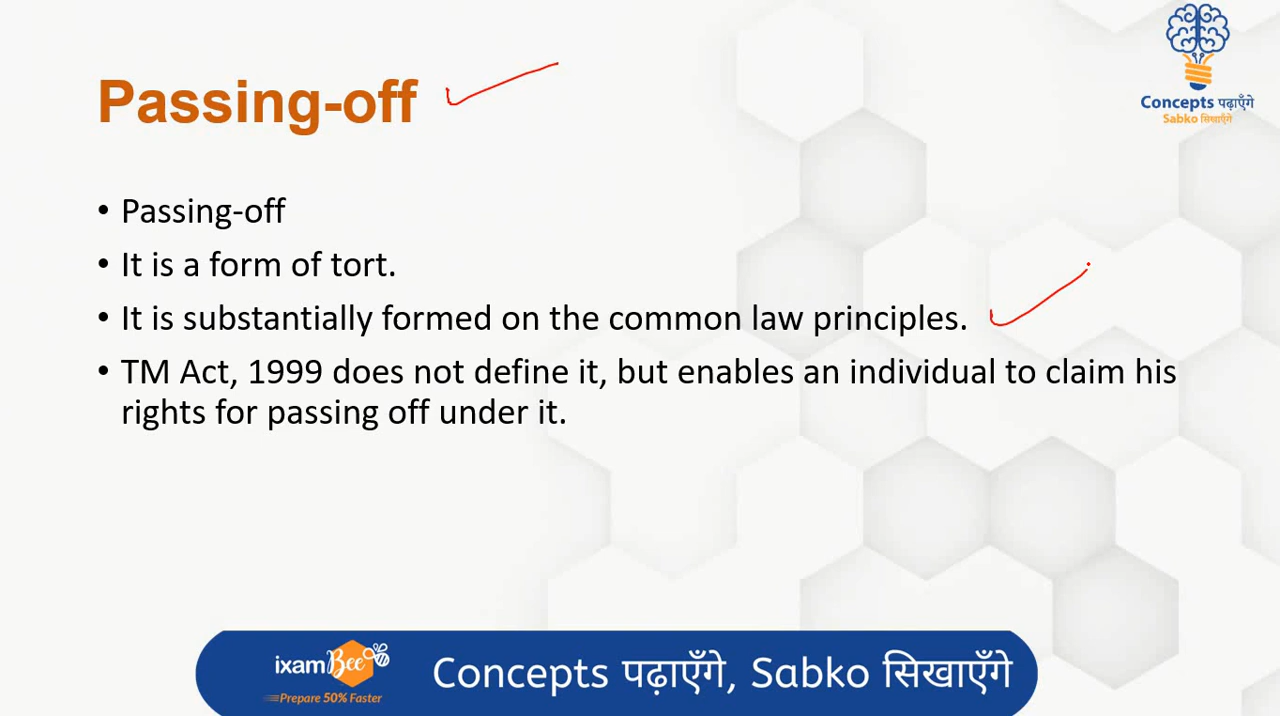 Concepts पढ़ाएँगे
Sabko सिखाएँगे
Passing-off
• Passing-off
• It is a form of tort.
• It is substantially formed on the common law principles.
• TM Act, 1999 does not define it, but enables an individual to claim his
rights for passing off under it.
ixamBee
Prepare 50% Faster
Concepts पढ़ाएँगे, Sabko सिखाएँगे